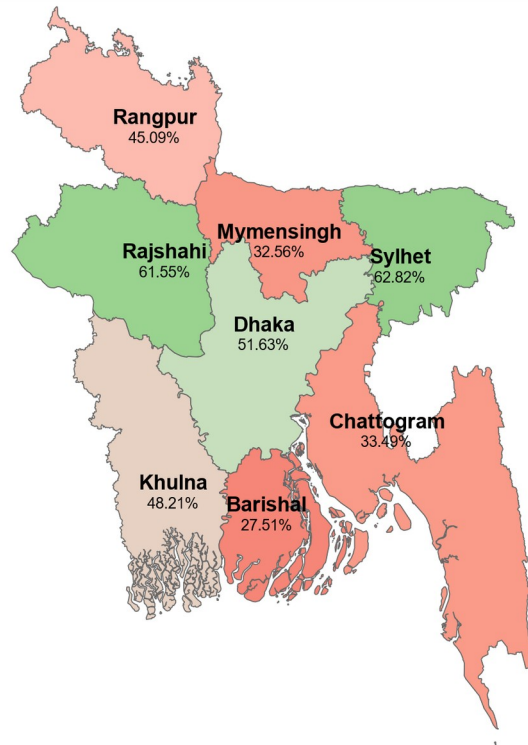 Rangpur
45.09%
Mymensingh
32.56%
Rajshahi
61.55%
Sylhet
62.82%
Dhaka
51.63%
Chattogram
33.49%
Khulna
48.21%
Barishal
27.51%